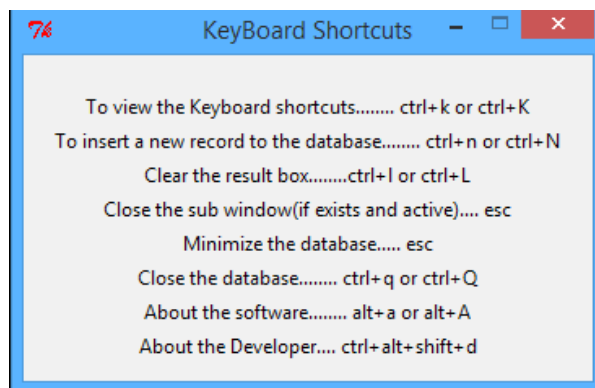 KeyBoard Shortcuts
To view the Keyboard shortcuts........ ctrl+k or ctrl+K
To insert a new record to the database........ ctrl+n or ctrl+N
Clear the result box........ctrl+l or ctrl+L
Close the sub window(if exists and active).... esc
Minimize the database..... esc
Close the database........ ctrl+q or ctrl+Q
About the software........ alt+a or alt+A
About the Developer.... ctrl+alt+shift+d